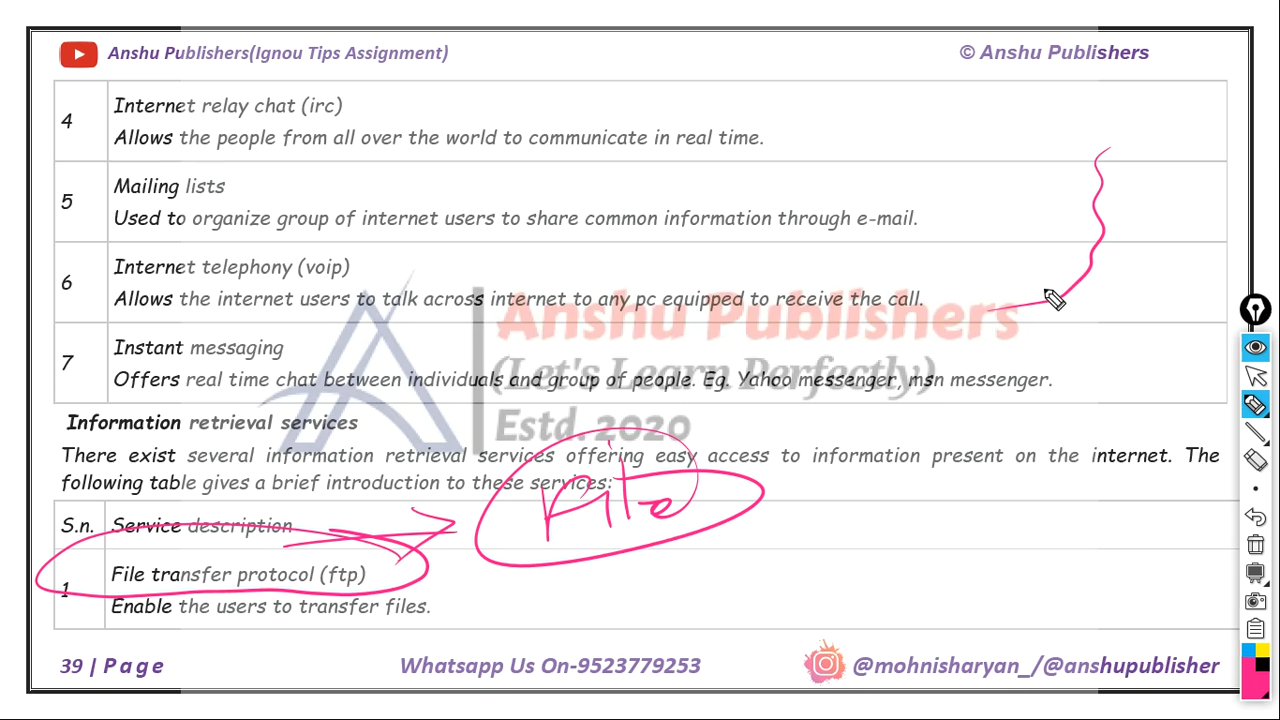 Anshu Publishers(Ignou Tips Assignment)
© Anshu Publishers
4
Internet relay chat (irc)
Allows the people from all over the world to communicate in real time.
5
Mailing lists
Used to organize group of internet users to share common information through e-mail.
6
Internet telephony (voip)
Allows the internet users to talk across internet to any pc equipped to receive the call.
7
Instant messaging
Offers real time chat between individuals and group of people. Eg. Yahoo messenger, msn messenger.
Anshu Publishers
(Let's Learn Perfectly)
Estd. 2020
Information retrieval services
There exist several information retrieval services offering easy access to information present on the internet. The
following table gives a brief introduction to these services:
S.n. Service description
1
File transfer protocol (ftp)
Enable the users to transfer files.
39 | Page
Whatsapp Us On-9523779253
@mohnisharyan_/@anshupublisher